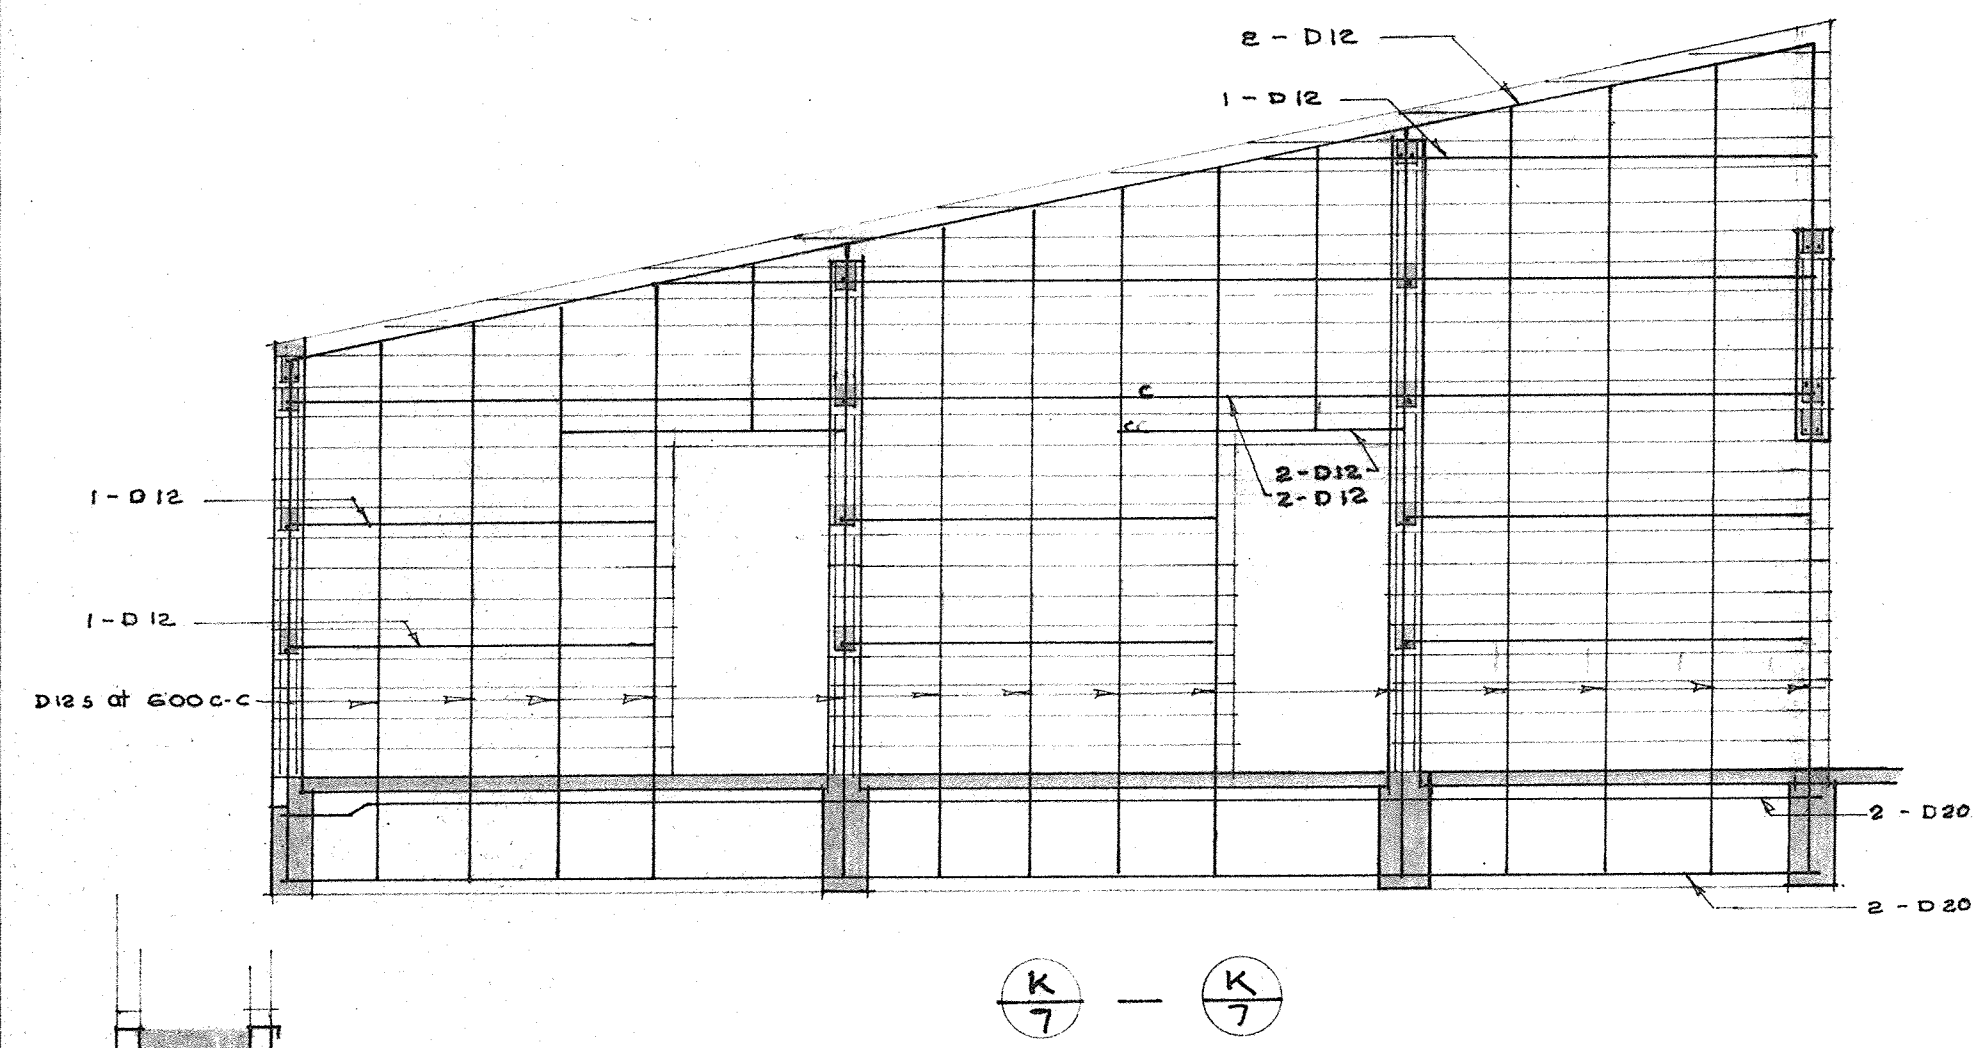 2 - D12
1 - D12
C
CC
2 - D12
2 - D12
1 - D12
1 - D12
D12s at 600 c-c
2 - D20
2 - D20
K
7
—
K
7